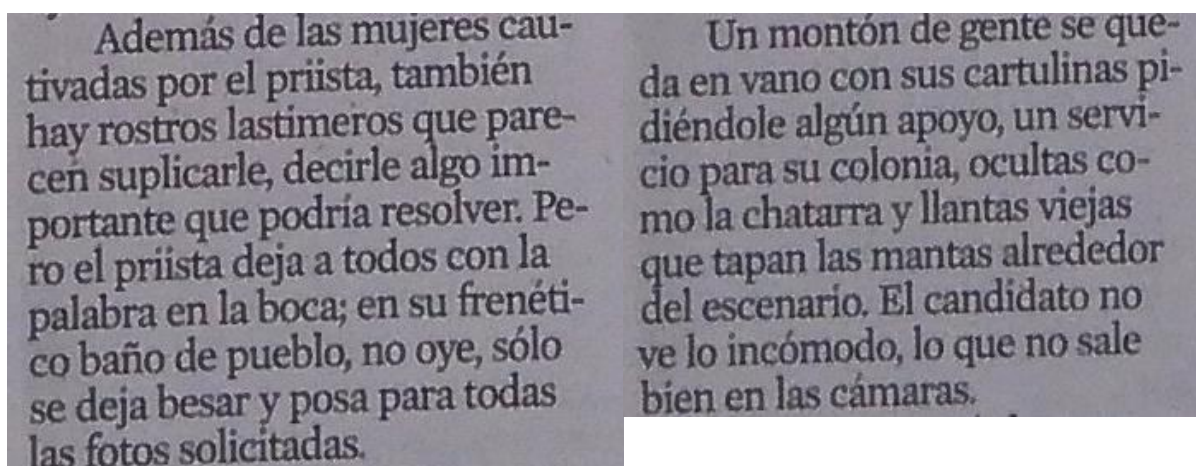 Además de las mujeres cau-
tivadas por el priista, también
hay rostros lastimeros que pare-
cen suplicarle, decirle algo im-
portante que podría resolver. Pe-
ro el priista deja a todos con la
palabra en la boca; en su frenéti-
co baño de pueblo, no oye, sólo
se deja besar y posa para todas
las fotos solicitadas.
Un montón de gente se que-
da en vano con sus cartulinas pi-
diéndole algún apoyo, un servi-
cio para su colonia, ocultas co-
mo la chatarra y llantas viejas
que tapan las mantas alrededor
del escenario. El candidato no
ve lo incómodo, lo que no sale
bien en las cámaras.